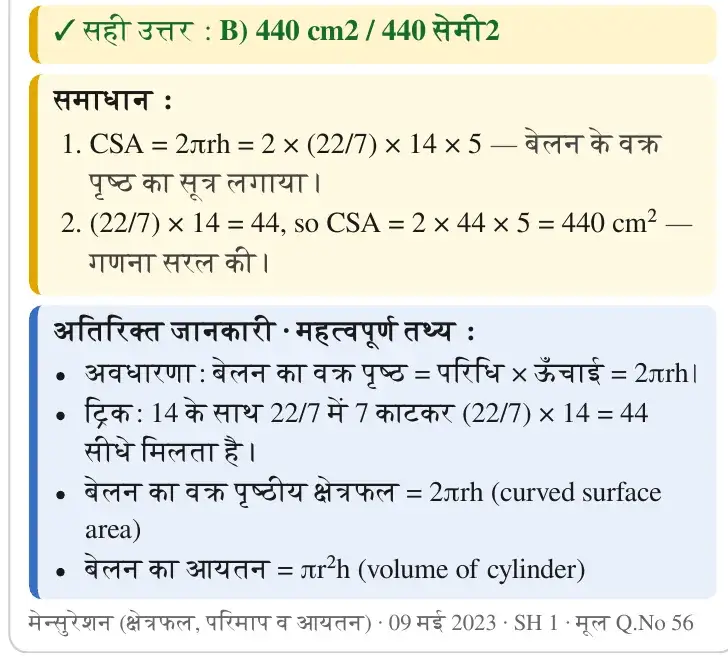 ✓ सही उत्तर : B) 440 cm2 / 440 सेमी2
समाधान :
1. CSA = 2πrh = 2 × (22/7) × 14 × 5 — बेलन के वक्र
पृष्ठ का सूत्र लगाया।
2. (22/7) × 14 = 44, so CSA = 2 × 44 × 5 = 440 cm² —
गणना सरल की।
अतिरिक्त जानकारी · महत्वपूर्ण तथ्य :
• अवधारणा : बेलन का वक्र पृष्ठ = परिधि × ऊँचाई = 2πrh।
• ट्रिक : 14 के साथ 22/7 में 7 काटकर (22/7) × 14 = 44
सीधे मिलता है।
• बेलन का वक्र पृष्ठीय क्षेत्रफल = 2πrh (curved surface
area)
• बेलन का आयतन = πr²h (volume of cylinder)
मेन्सुरेशन (क्षेत्रफल, परिमाप व आयतन) · 09 मई 2023 · SH 1 · मूल Q.No 56